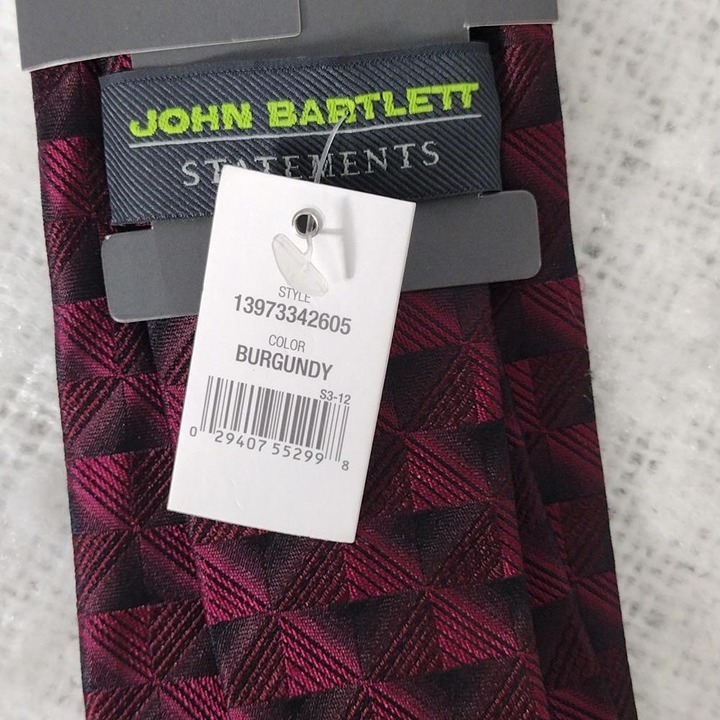 JOHN BARTLETT
STATEMENTS
STYLE
13973342605
COLOR
BURGUNDY
S3-12
0 29407 55299 8